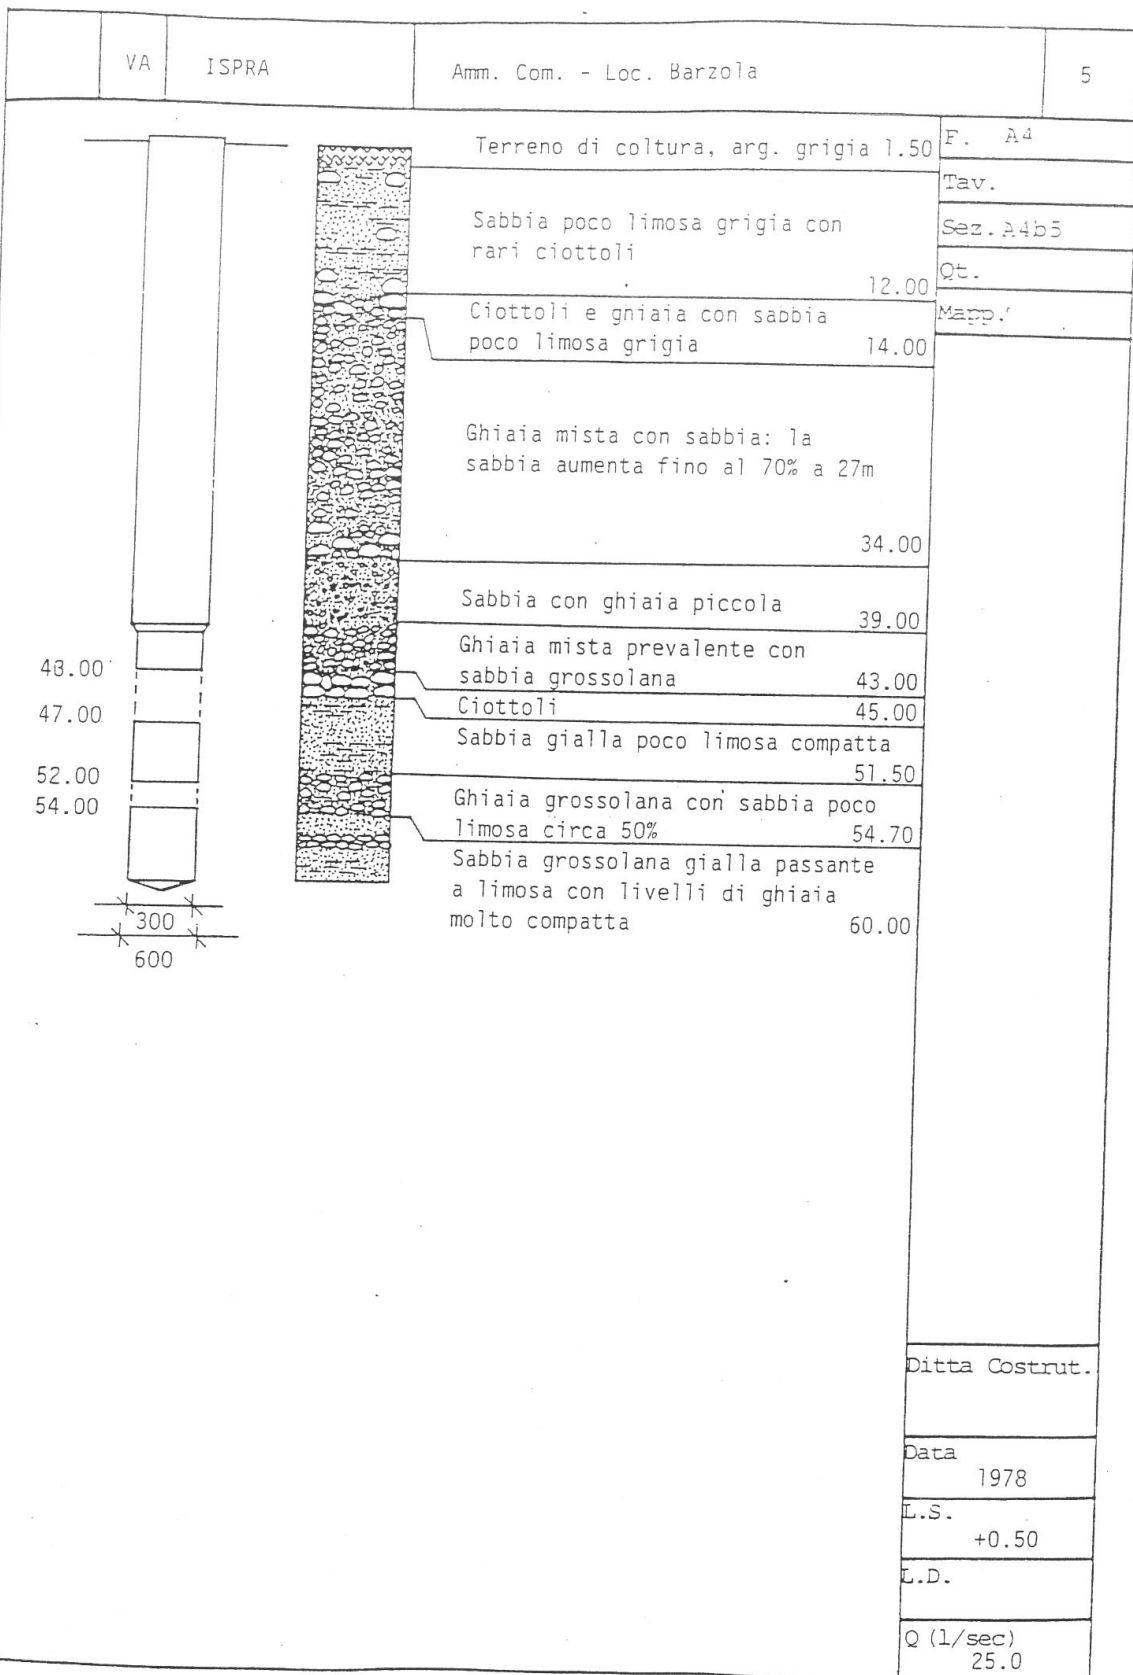 VA
ISPRA
Amm. Com. - Loc. Barzola
5
Terreno di coltura, arg. grigia 1.50
F. A4
Tav.
Sez. A4b5
Qt.
Mapp.
Sabbia poco limosa grigia con
rari ciottoli
12.00
Ciottoli e ghiaia con sabbia
poco limosa grigia 14.00
Ghiaia mista con sabbia: la
sabbia aumenta fino al 70% a 27m
34.00
Sabbia con ghiaia piccola
39.00
Ghiaia mista prevalente con
sabbia grossolana 43.00
Ciottoli 45.00
Sabbia gialla poco limosa compatta
51.50
Ghiaia grossolana con sabbia poco
limosa circa 50% 54.70
Sabbia grossolana gialla passante
a limosa con livelli di ghiaia
molto compatta 60.00
43.00
47.00
52.00
54.00
300
600
Ditta Costrut.
Data
1978
L.S.
+0.50
L.D.
Q (l/sec)
25.0